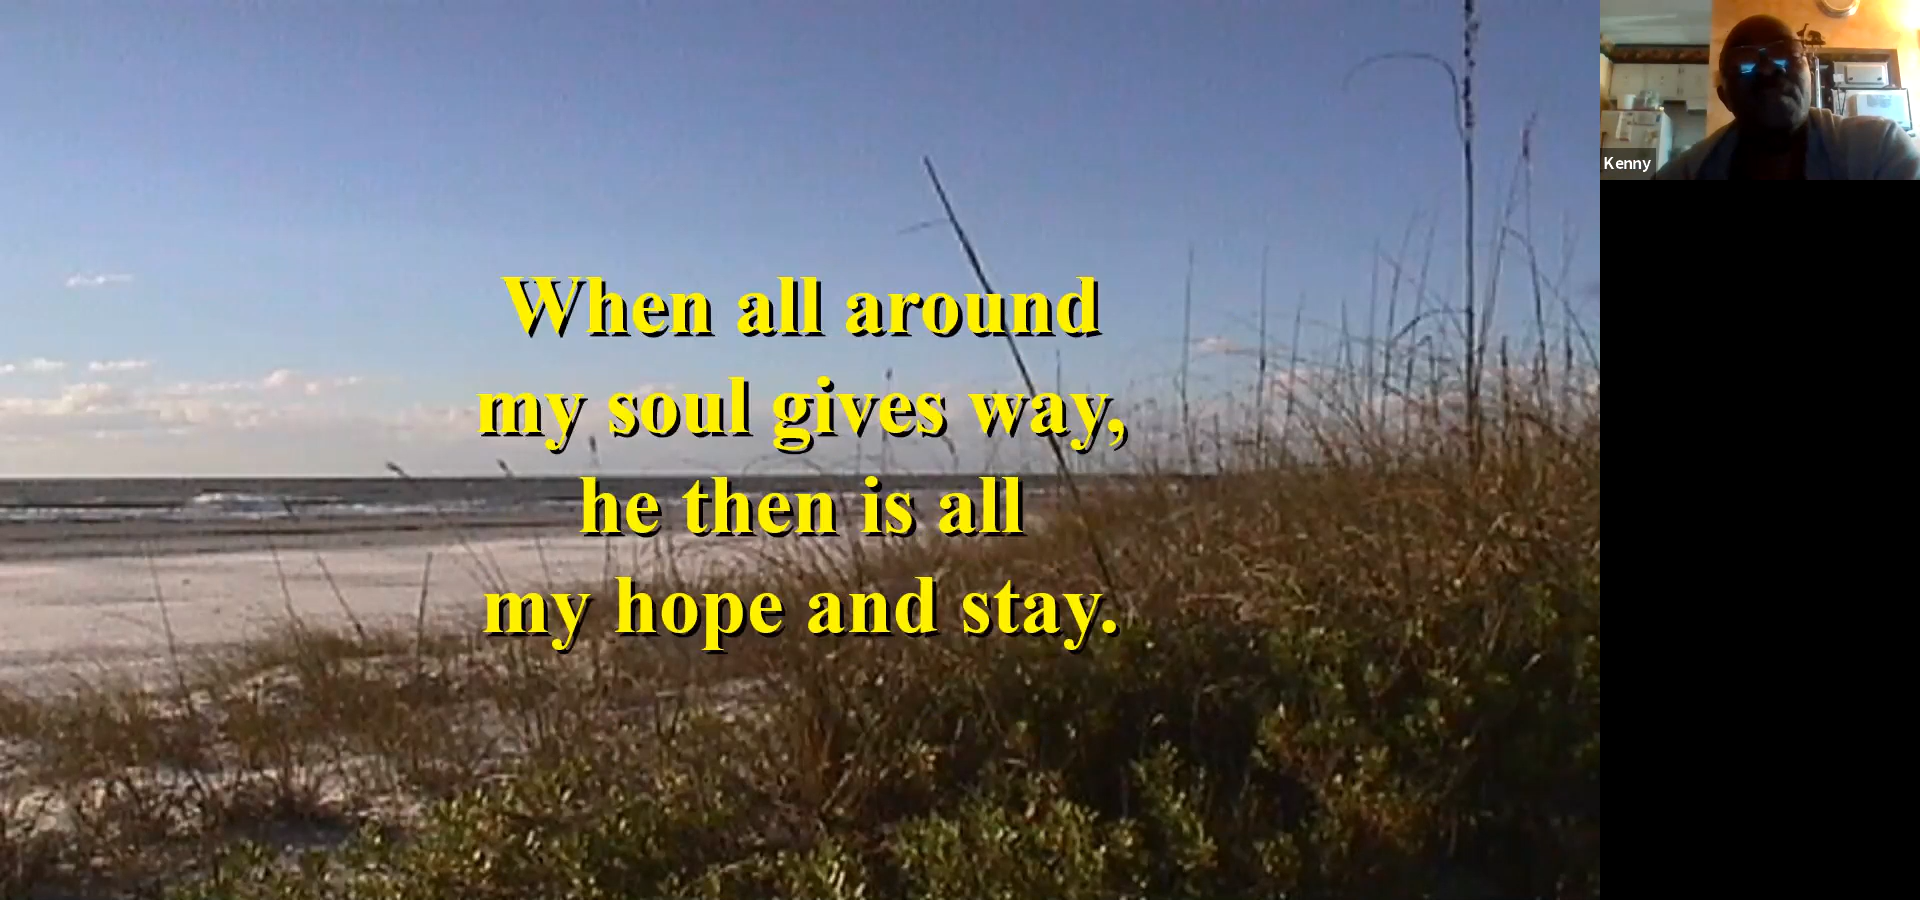 When all around
my soul gives way,
he then is all
my hope and stay.
Kenny